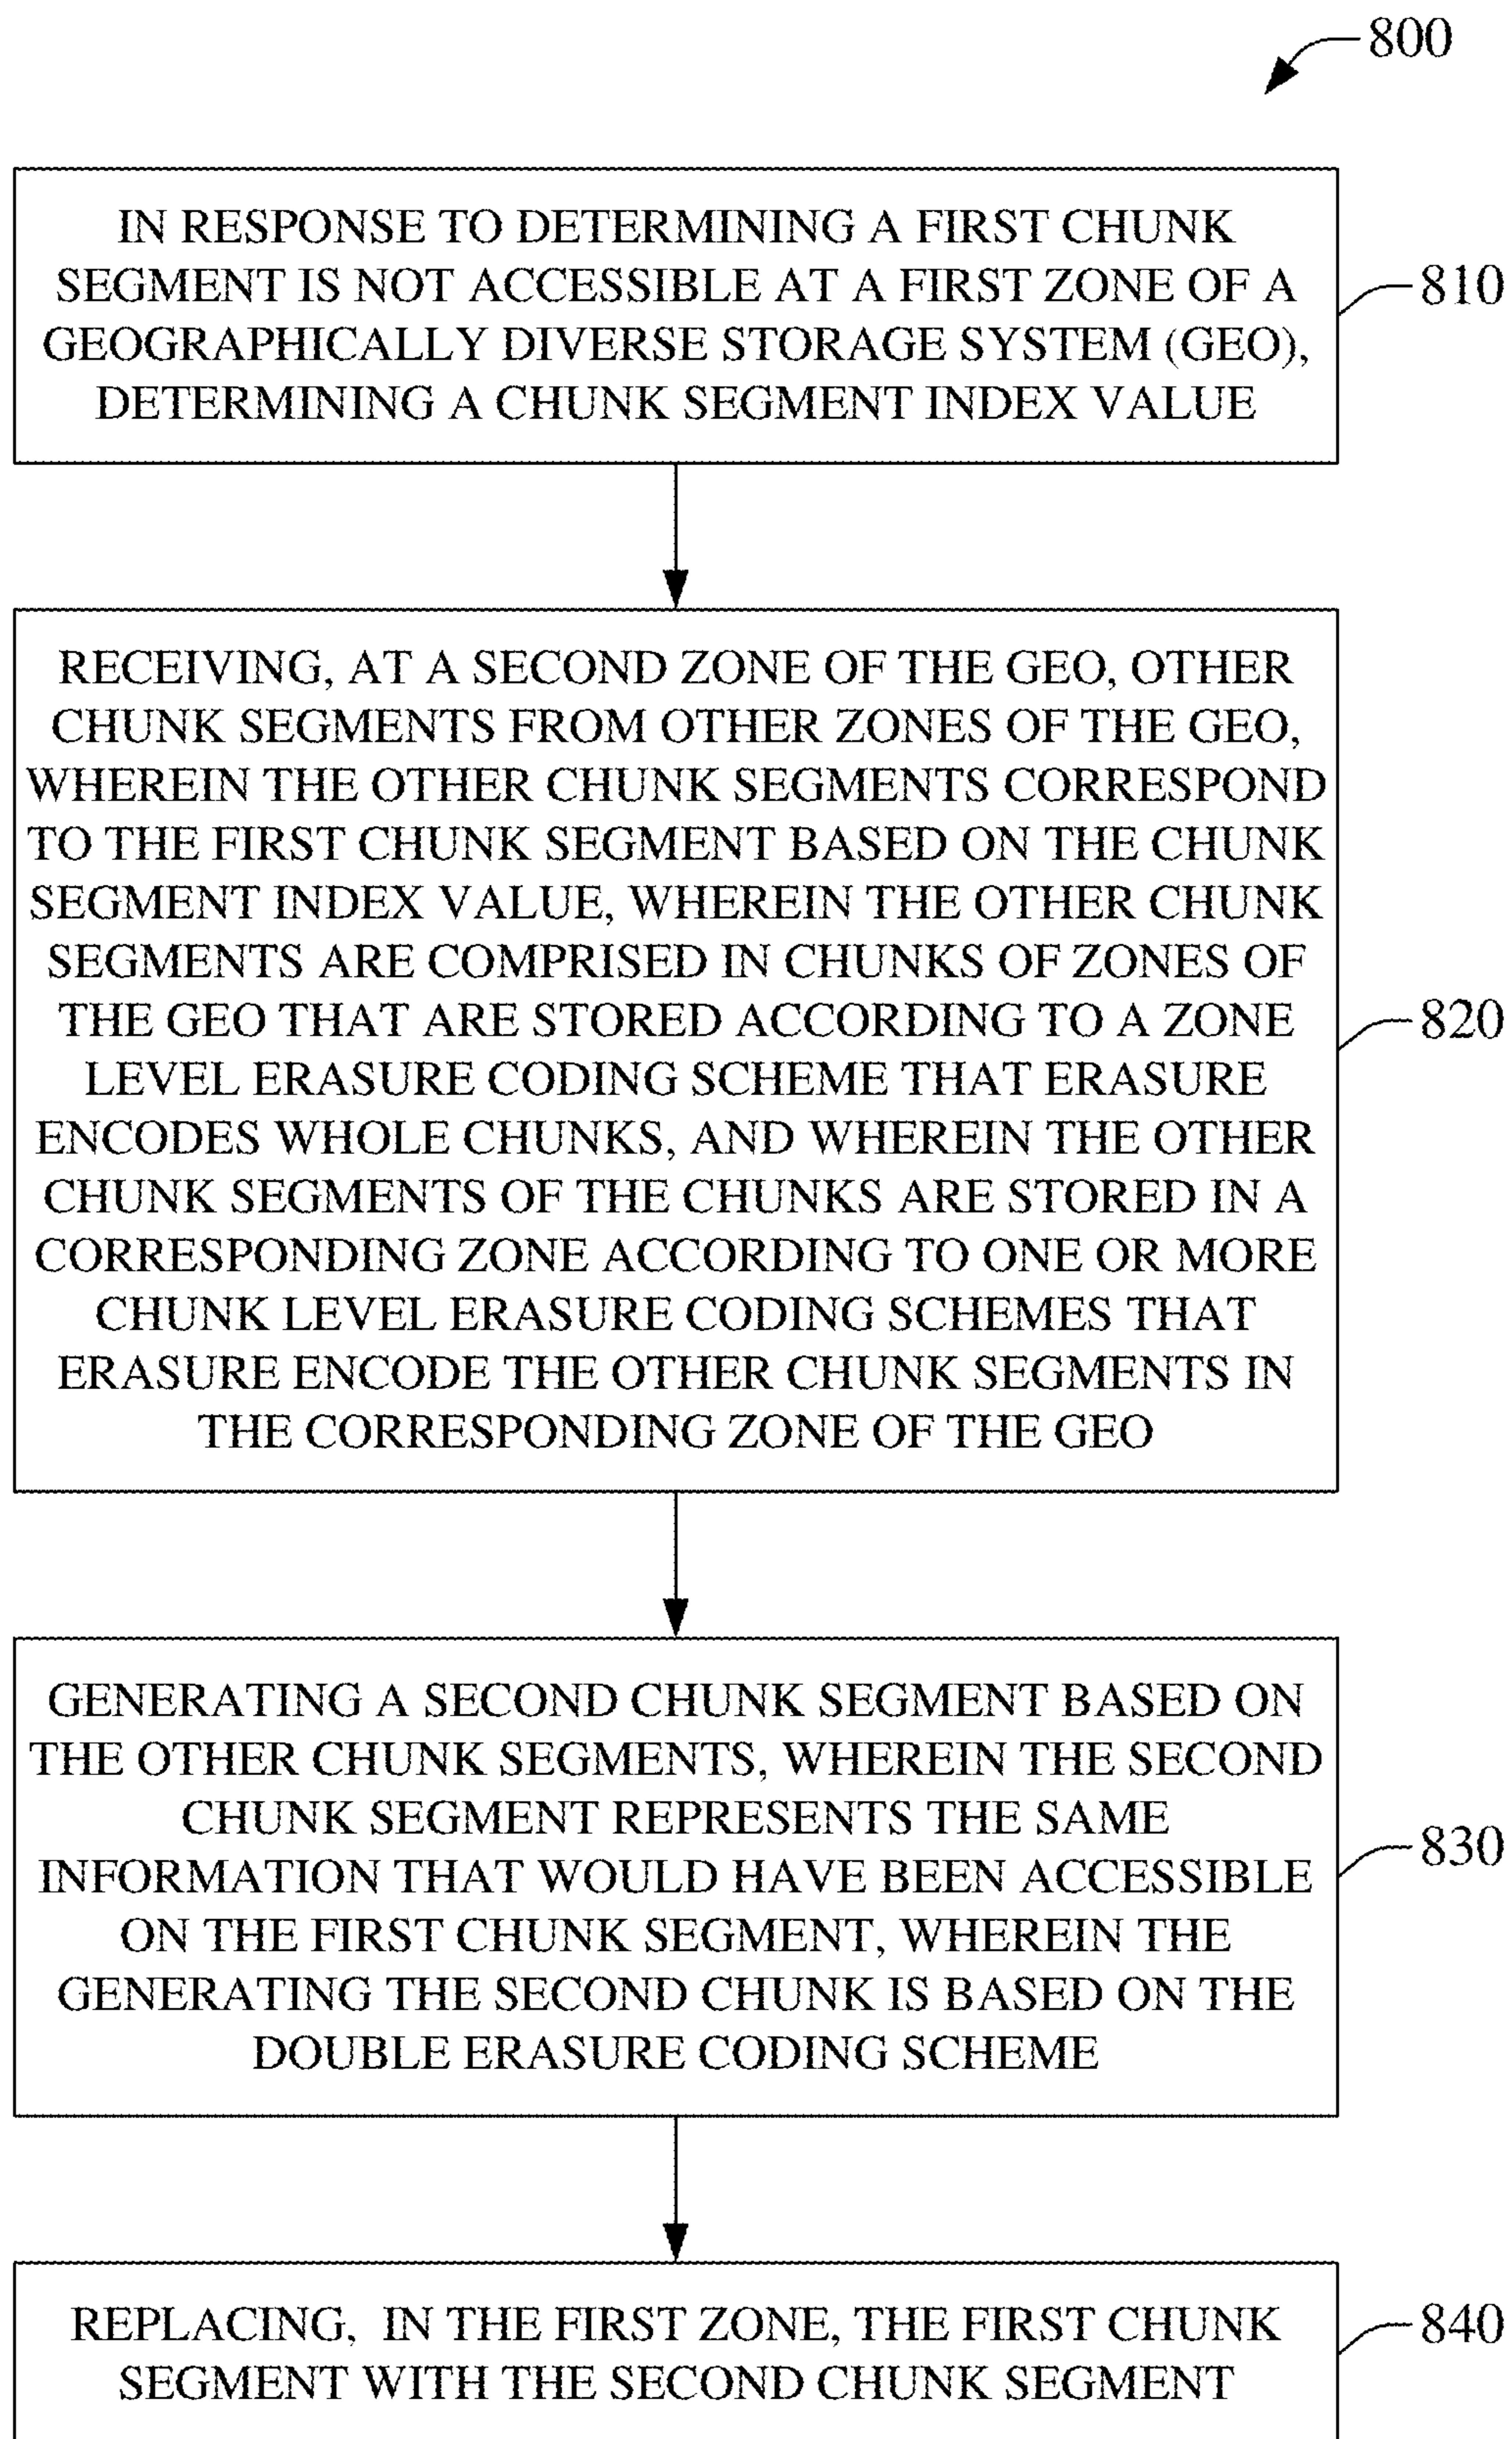 800
IN RESPONSE TO DETERMINING A FIRST CHUNK
SEGMENT IS NOT ACCESSIBLE AT A FIRST ZONE OF A
GEOGRAPHICALLY DIVERSE STORAGE SYSTEM (GEO),
DETERMINING A CHUNK SEGMENT INDEX VALUE
810
RECEIVING, AT A SECOND ZONE OF THE GEO, OTHER
CHUNK SEGMENTS FROM OTHER ZONES OF THE GEO,
WHEREIN THE OTHER CHUNK SEGMENTS CORRESPOND
TO THE FIRST CHUNK SEGMENT BASED ON THE CHUNK
SEGMENT INDEX VALUE, WHEREIN THE OTHER CHUNK
SEGMENTS ARE COMPRISED IN CHUNKS OF ZONES OF
THE GEO THAT ARE STORED ACCORDING TO A ZONE
LEVEL ERASURE CODING SCHEME THAT ERASURE
ENCODES WHOLE CHUNKS, AND WHEREIN THE OTHER
CHUNK SEGMENTS OF THE CHUNKS ARE STORED IN A
CORRESPONDING ZONE ACCORDING TO ONE OR MORE
CHUNK LEVEL ERASURE CODING SCHEMES THAT
ERASURE ENCODE THE OTHER CHUNK SEGMENTS IN
THE CORRESPONDING ZONE OF THE GEO
820
GENERATING A SECOND CHUNK SEGMENT BASED ON
THE OTHER CHUNK SEGMENTS, WHEREIN THE SECOND
CHUNK SEGMENT REPRESENTS THE SAME
INFORMATION THAT WOULD HAVE BEEN ACCESSIBLE
ON THE FIRST CHUNK SEGMENT, WHEREIN THE
GENERATING THE SECOND CHUNK IS BASED ON THE
DOUBLE ERASURE CODING SCHEME
830
REPLACING, IN THE FIRST ZONE, THE FIRST CHUNK
SEGMENT WITH THE SECOND CHUNK SEGMENT
840